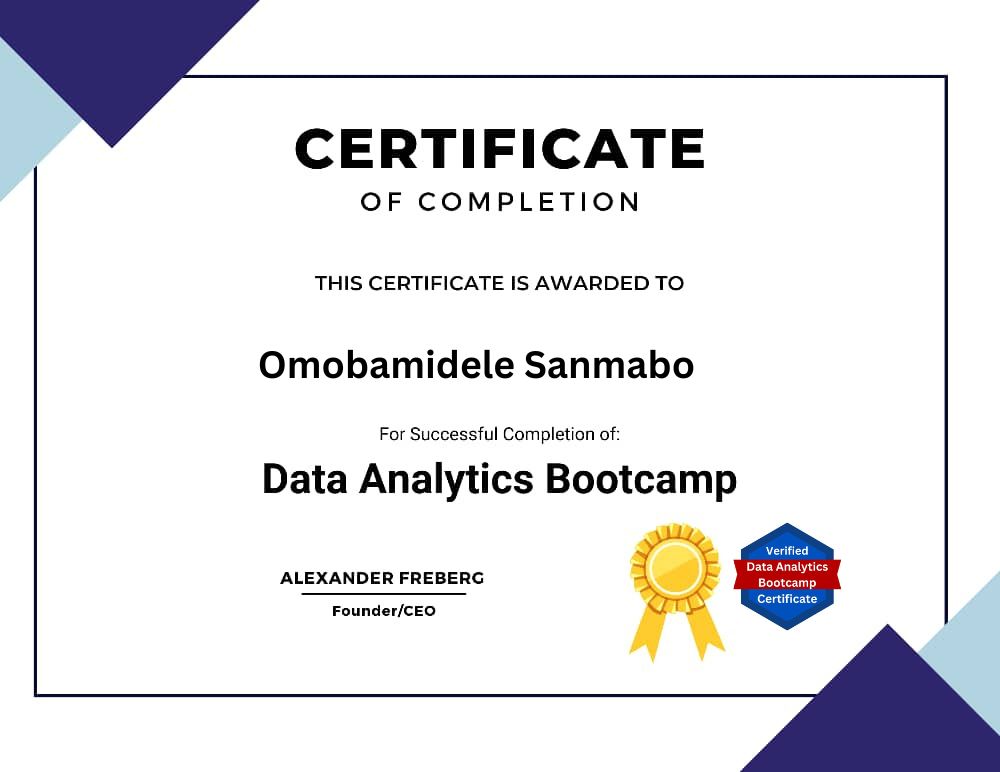 CERTIFICATE
OF COMPLETION
THIS CERTIFICATE IS AWARDED TO
Omobamidele Sanmabo
For Successful Completion of:
Data Analytics Bootcamp
ALEXANDER FREBERG
Founder/CEO
Verified
Data Analytics
Bootcamp
Certificate